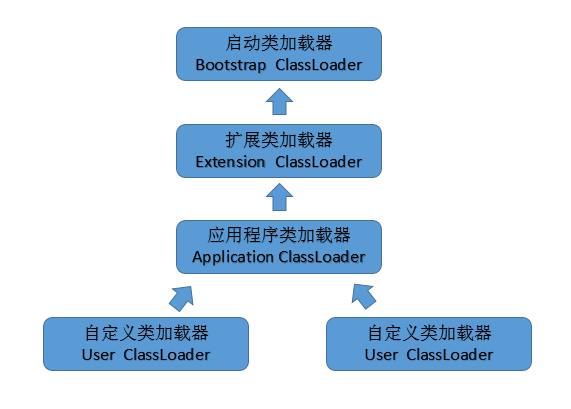 启动类加载器
Bootstrap ClassLoader
扩展类加载器
Extension ClassLoader
应用程序类加载器
Application ClassLoader
自定义类加载器
User ClassLoader
自定义类加载器
User ClassLoader